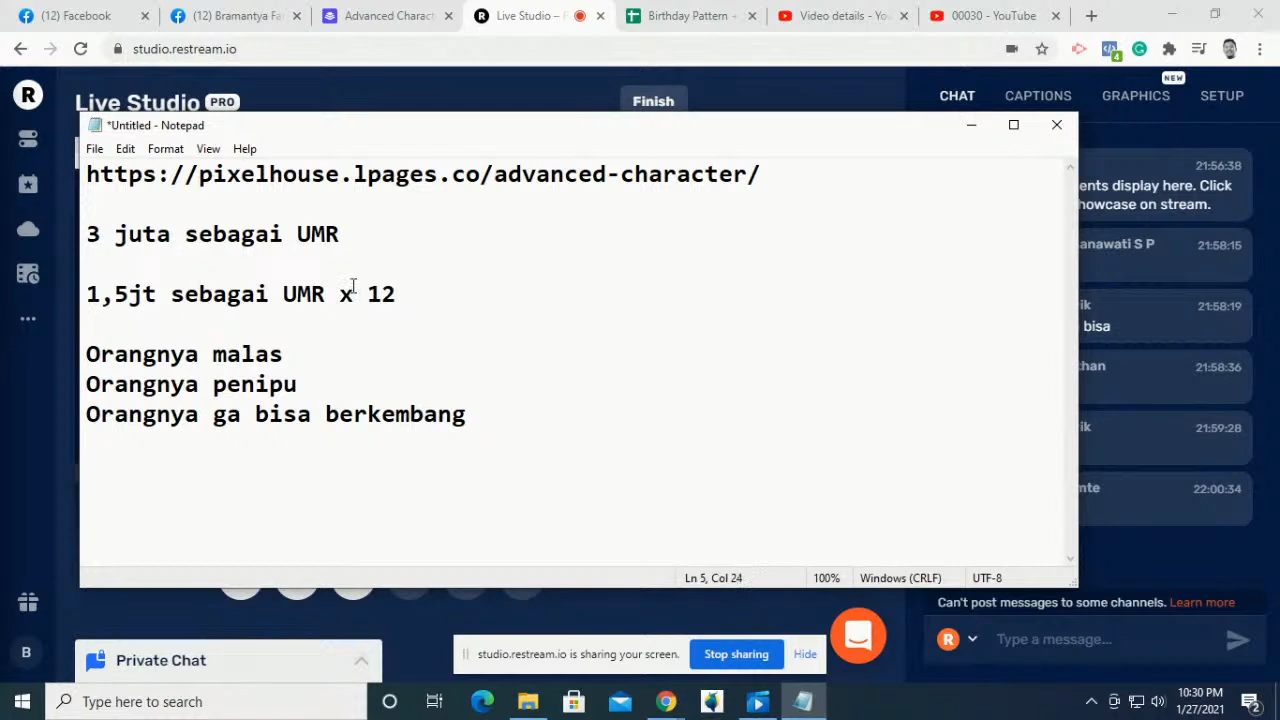 (12) Facebook
(12) Bramantya Fa
Advanced Charact
Live Studio – F
Birthday Pattern +
Video details - You
00030 - YouTube
studio.restream.io
4
R
Live Studio PRO
Finish
NEW
CHAT
CAPTIONS
GRAPHICS
SETUP
*Untitled - Notepad
File Edit Format View Help
https://pixelhouse.lpages.co/advanced-character/
3 juta sebagai UMR
1,5jt sebagai UMR x 12
Orangnya malas
Orangnya penipu
Orangnya ga bisa berkembang
Ln 5, Col 24
100%
Windows (CRLF)
UTF-8
21:56:38
ents display here. Click
howcase on stream.
anawati S P
21:58:15
ik
21:58:19
bisa
than
21:58:36
ik
21:59:28
mte
22:00:34
Can't post messages to some channels. Learn more
R
Type a message...
B
Private Chat
studio.restream.io is sharing your screen.
Stop sharing
Hide
Type here to search
10:30 PM
1/27/2021
2